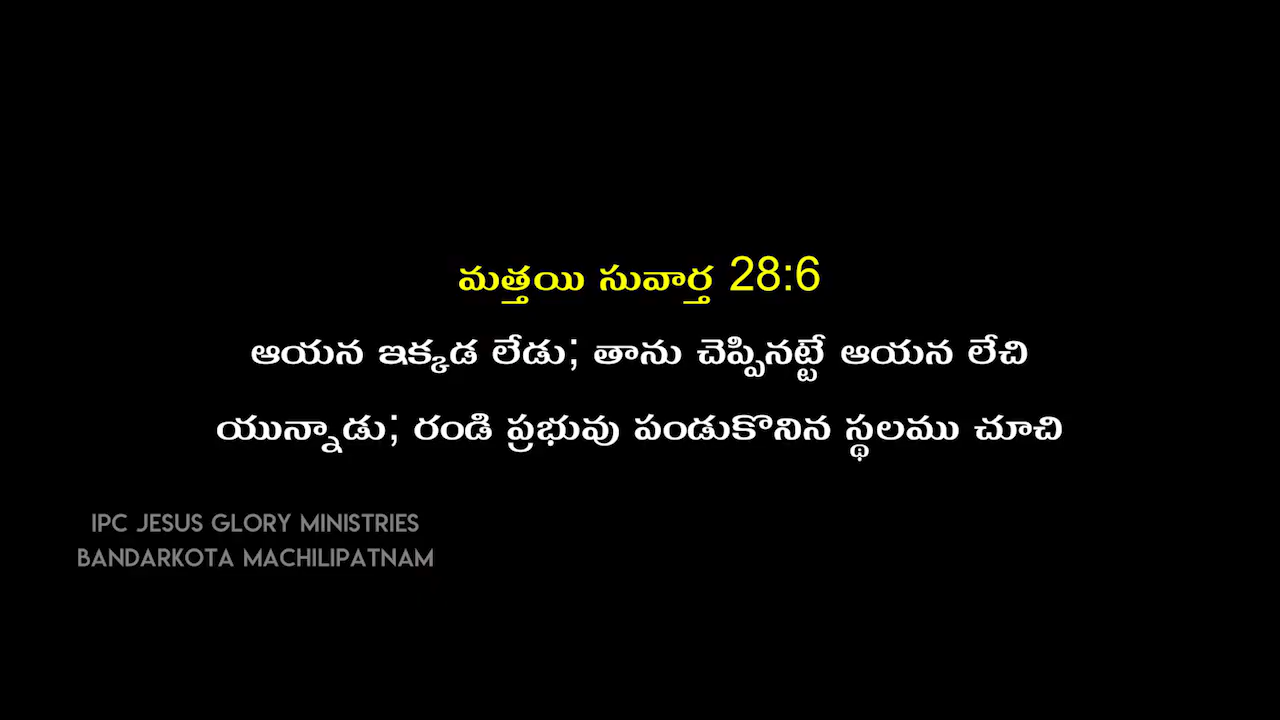 మత్తయి సువార్త 28:6
ఆయన ఇక్కడ లేడు; తాను చెప్పినట్టే ఆయన లేచి
యున్నాడు; రండి ప్రభువు పండుకొనిన స్థలము చూచి
IPC JESUS GLORY MINISTRIES
BANDARKOTA MACHILIPATNAM